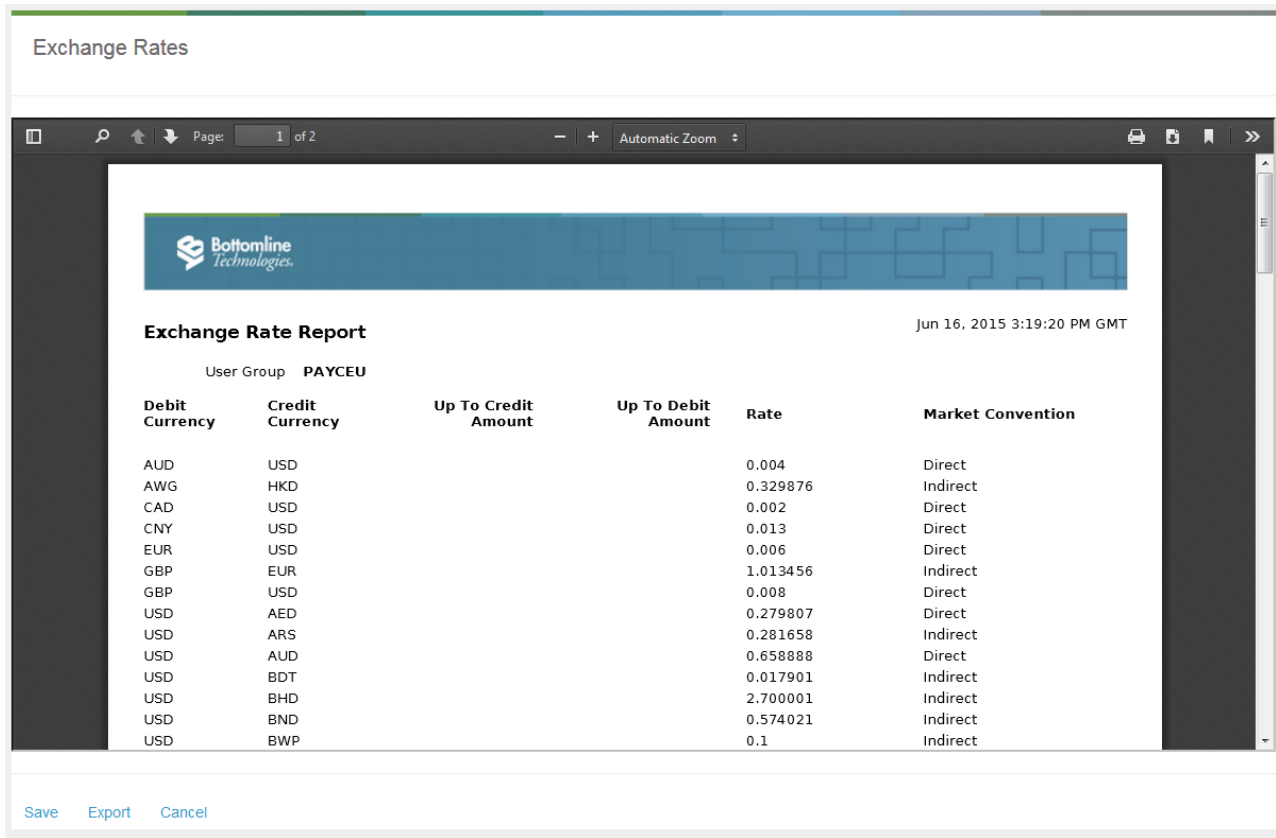 Exchange Rates
Page: 1 of 2 Automatic Zoom
Bottomline
Technologies.
Exchange Rate Report
Jun 16, 2015 3:19:20 PM GMT
User Group PAYCEU
Debit Currency Credit Currency Up To Credit Amount Up To Debit Amount Rate Market Convention
AUD USD 0.004 Direct
AWG HKD 0.329876 Indirect
CAD USD 0.002 Direct
CNY USD 0.013 Direct
EUR USD 0.006 Direct
GBP EUR 1.013456 Indirect
GBP USD 0.008 Direct
USD AED 0.279807 Direct
USD ARS 0.281658 Indirect
USD AUD 0.658888 Direct
USD BDT 0.017901 Indirect
USD BHD 2.700001 Indirect
USD BND 0.574021 Indirect
USD BWP 0.1 Indirect
Save Export Cancel